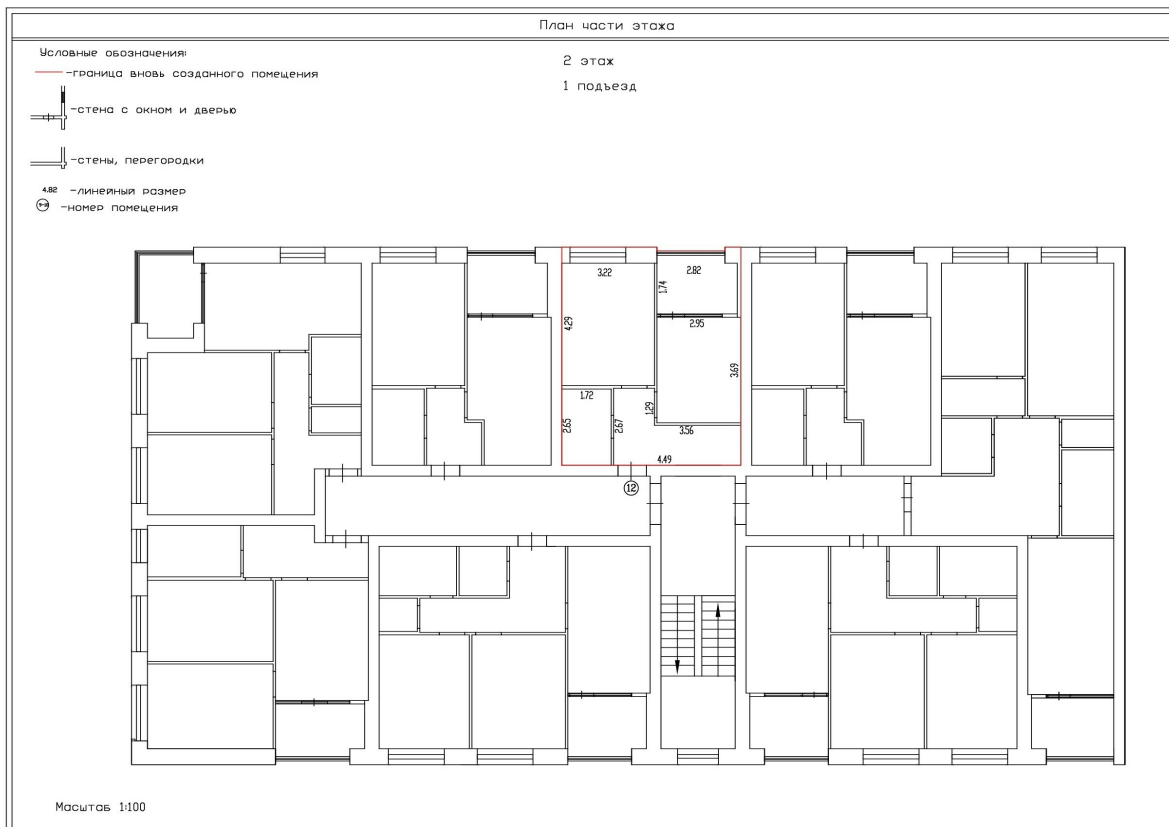 План части этажа
Условные обозначения:
-граница вновь созданного помещения
-стена с окном и дверью
-стены, перегородки
4.82 -линейный размер
-номер помещения
2 этаж
1 подъезд
3.22
2.82
1.74
4.29
2.95
3.69
1.72
1.29
2.65
2.67
3.56
4.49
12
Масштаб 1:100